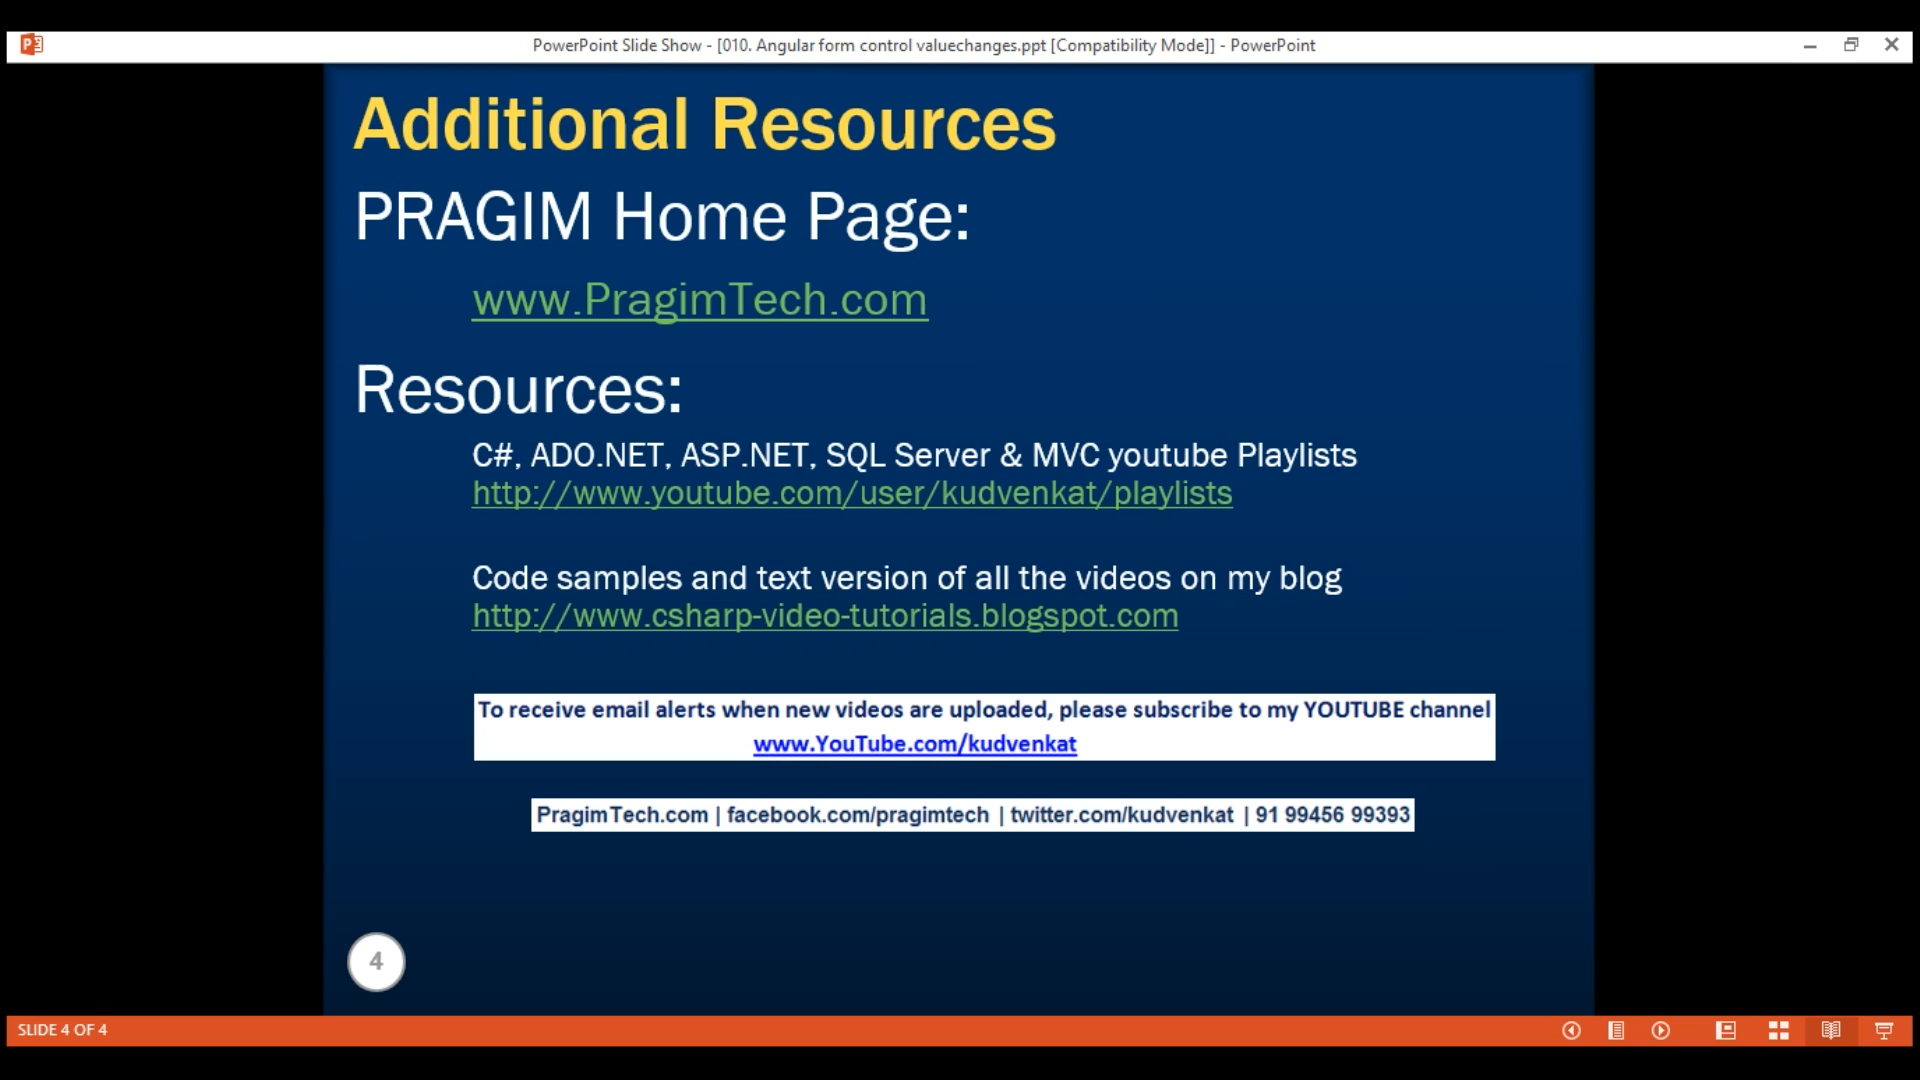 PowerPoint Slide Show - [010. Angular form control valuechanges.ppt [Compatibility Mode]] - PowerPoint
Additional Resources
PRAGIM Home Page:
www.PragimTech.com
Resources:
C#, ADO.NET, ASP.NET, SQL Server & MVC youtube Playlists
http://www.youtube.com/user/kudvenkat/playlists
Code samples and text version of all the videos on my blog
http://www.csharp-video-tutorials.blogspot.com
To receive email alerts when new videos are uploaded, please subscribe to my YOUTUBE channel
www.YouTube.com/kudvenkat
PragimTech.com | facebook.com/pragimtech | twitter.com/kudvenkat | 91 99456 99393
4
SLIDE 4 OF 4